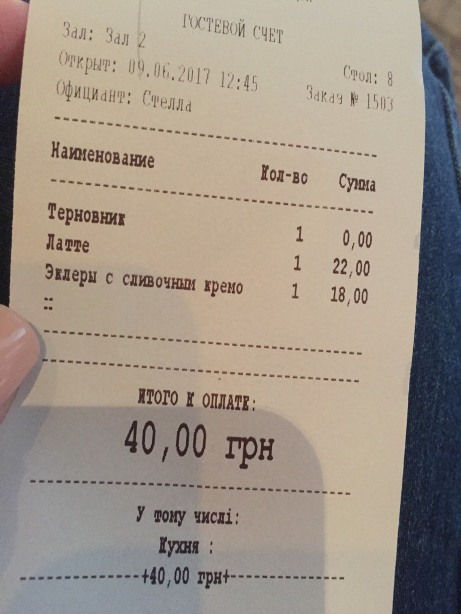 ГОСТЕВОЙ СЧЕТ
Зал: Зал 2
Стол: 8
Открыт: 09.06.2017 12:45
Заказ № 1503
Официант: Стелла
Наименование Кол-во Сумма
Терновник 1 0,00
Латте 1 22,00
Эклеры с сливочным кремо 1 18,00
::
ИТОГО К ОПЛАТЕ:
40,00 грн
У тому числі:
Кухня :
+40,00 грн+